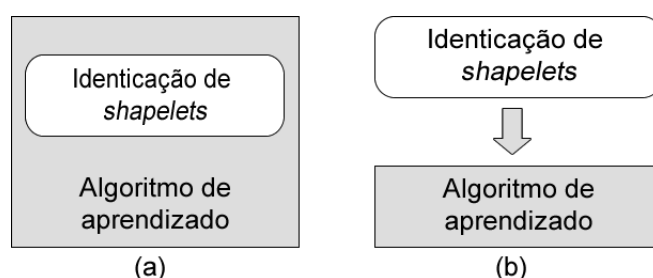 Identicação de
shapelets
Algoritmo de
aprendizado
(a)
Identicação de
shapelets
Algoritmo de
aprendizado
(b)